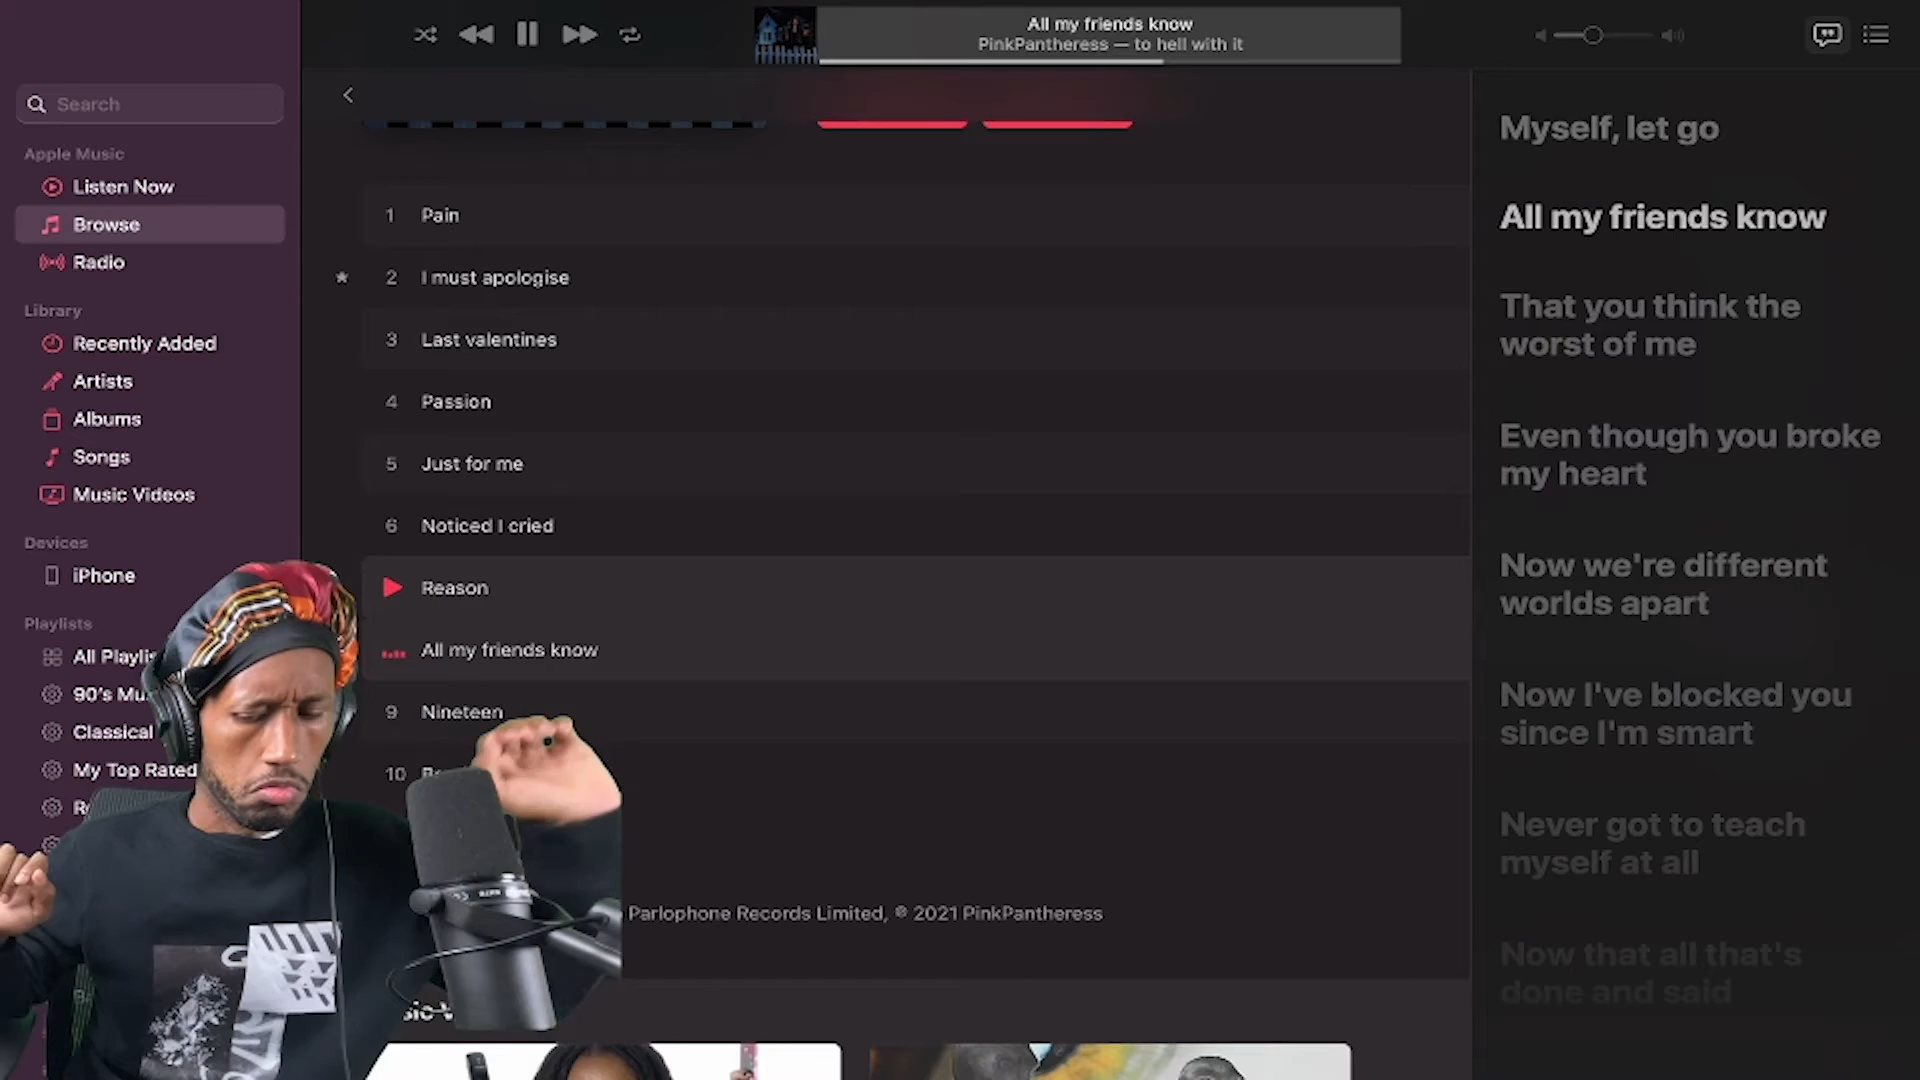 All my friends know
PinkPantheress — to hell with it
Search
Apple Music
Listen Now
Browse
Radio
Library
Recently Added
Artists
Albums
Songs
Music Videos
Devices
iPhone
Playlists
All Playlis
90's Mu
Classical
My Top Rated
1 Pain
★ 2 I must apologise
3 Last valentines
4 Passion
5 Just for me
6 Noticed I cried
Reason
All my friends know
9 Nineteen
10
Parlophone Records Limited, ℗ 2021 PinkPantheress
Myself, let go
All my friends know
That you think the
worst of me
Even though you broke
my heart
Now we're different
worlds apart
Now I've blocked you
since I'm smart
Never got to teach
myself at all
Now that all that's
done and said